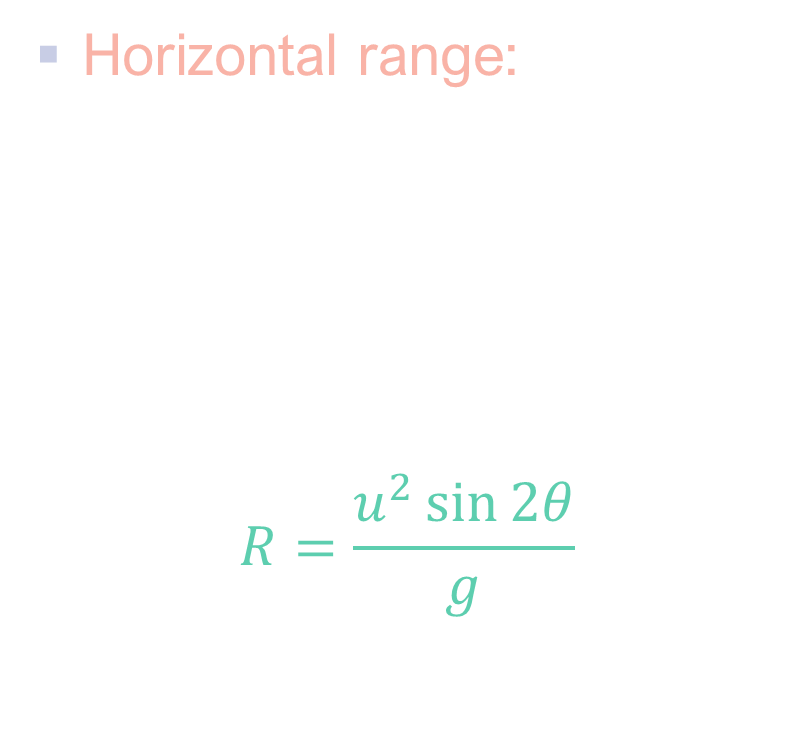 ▪ Horizontal range:
R = u² sin 2θ / g